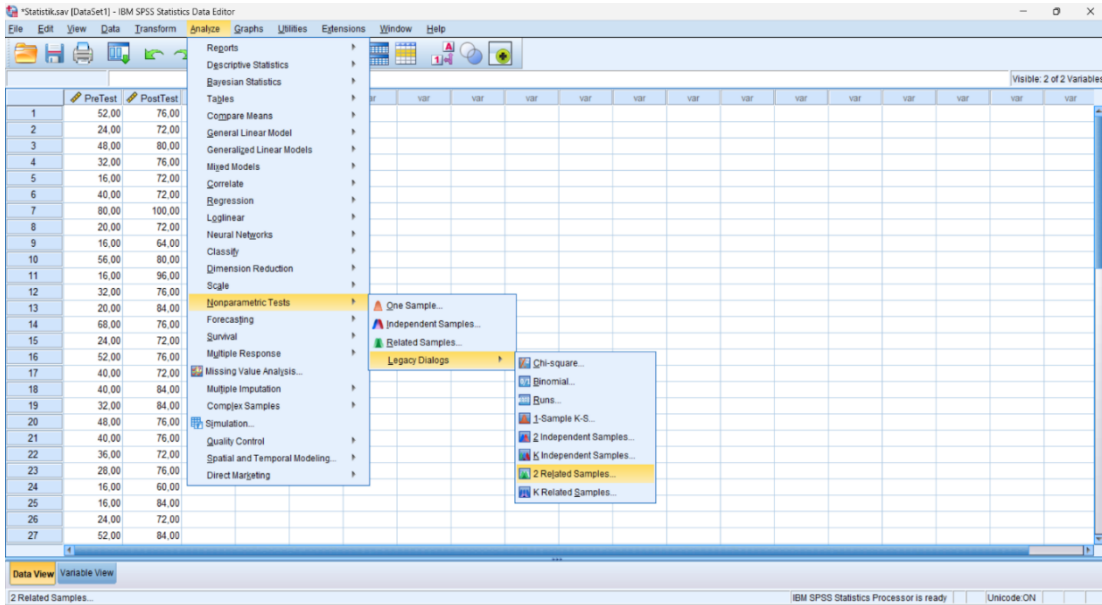 *Statistik.sav [DataSet1] - IBM SPSS Statistics Data Editor
File Edit View Data Transform Analyze Graphs Utilities Extensions Window Help
Visible: 2 of 2 Variables
PreTest PostTest var var var var var var var var var var var var var var
1 52,00 76,00
2 24,00 72,00
3 48,00 80,00
4 32,00 76,00
5 16,00 72,00
6 40,00 72,00
7 80,00 100,00
8 20,00 72,00
9 16,00 64,00
10 56,00 80,00
11 16,00 96,00
12 32,00 76,00
13 20,00 84,00
14 68,00 76,00
15 24,00 72,00
16 52,00 76,00
17 40,00 72,00
18 40,00 84,00
19 32,00 84,00
20 48,00 76,00
21 40,00 76,00
22 36,00 72,00
23 28,00 76,00
24 16,00 60,00
25 16,00 84,00
26 24,00 72,00
27 52,00 84,00
Reports
Descriptive Statistics
Bayesian Statistics
Tables
Compare Means
General Linear Model
Generalized Linear Models
Mixed Models
Correlate
Regression
Loglinear
Neural Networks
Classify
Dimension Reduction
Scale
Nonparametric Tests
Forecasting
Survival
Multiple Response
Missing Value Analysis...
Multiple Imputation
Complex Samples
Simulation...
Quality Control
Spatial and Temporal Modeling...
Direct Marketing
One Sample...
Independent Samples...
Related Samples...
Legacy Dialogs
Chi-square...
Binomial...
Runs...
1-Sample K-S...
2 Independent Samples...
K Independent Samples...
2 Related Samples...
K Related Samples...
Data View Variable View
2 Related Samples...
IBM SPSS Statistics Processor is ready
Unicode:ON